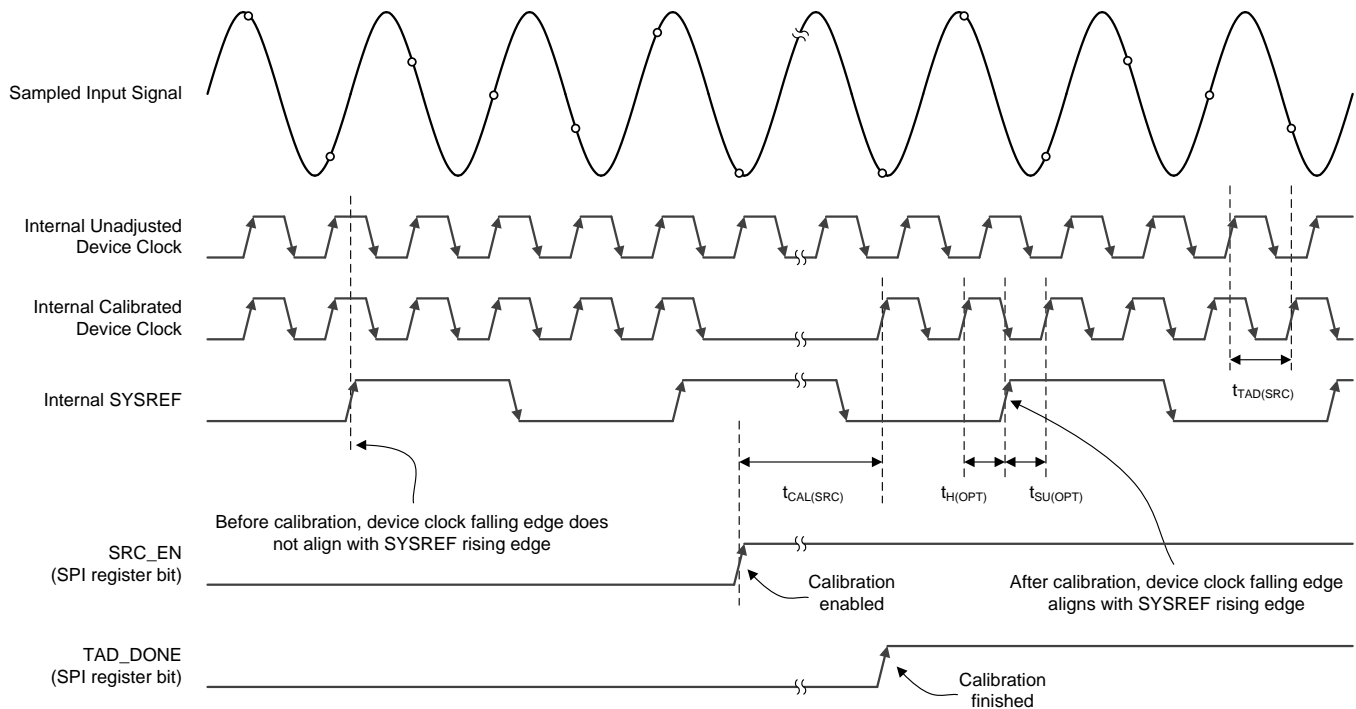 Sampled Input Signal
Internal Unadjusted
Device Clock
Internal Calibrated
Device Clock
Internal SYSREF
tTAD(SRC)
tCAL(SRC)
tH(OPT)
tSU(OPT)
Before calibration, device clock falling edge does
not align with SYSREF rising edge
SRC_EN
(SPI register bit)
Calibration
enabled
After calibration, device clock falling edge
aligns with SYSREF rising edge
TAD_DONE
(SPI register bit)
Calibration
finished